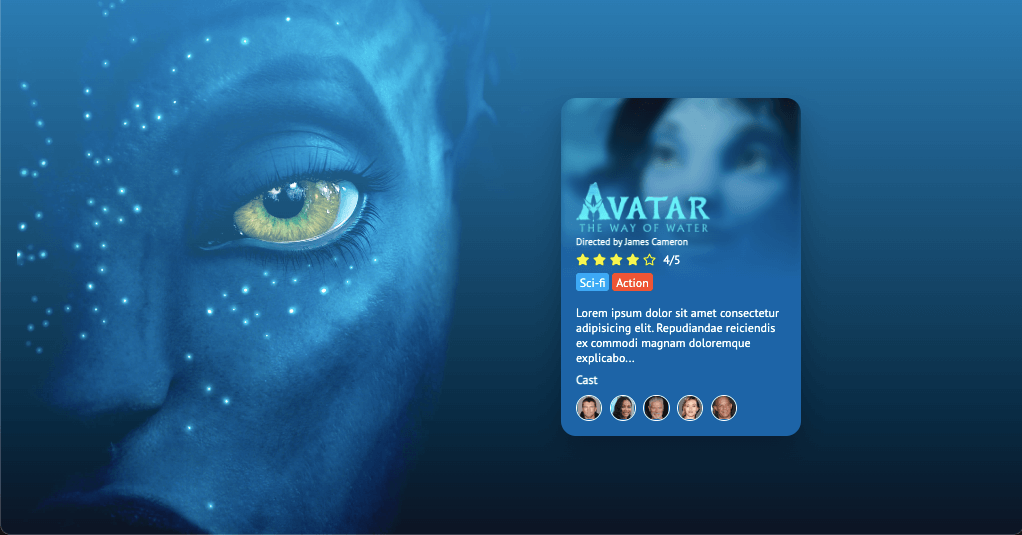 AVATAR
THE WAY OF WATER
Directed by James Cameron
4/5
Sci-fi Action
Lorem ipsum dolor sit amet consectetur
adipisicing elit. Repudiandae reiciendis
ex commodi magnam doloremque
explicabo...
Cast